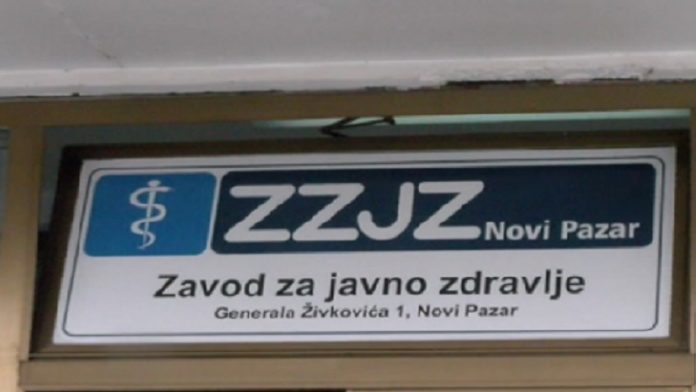 ZZJZ Novi Pazar
Zavod za javno zdravlje
Generala Živkovića 1, Novi Pazar